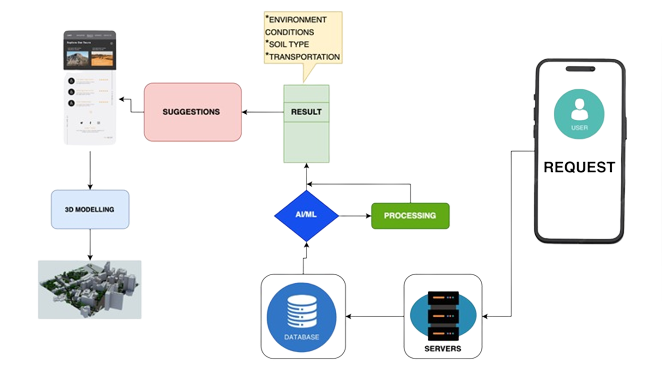 *ENVIRONMENT
CONDITIONS
*SOIL TYPE
*TRANSPORTATION
SUGGESTIONS
RESULT
USER
REQUEST
3D MODELLING
AI/ML
PROCESSING
DATABASE
SERVERS